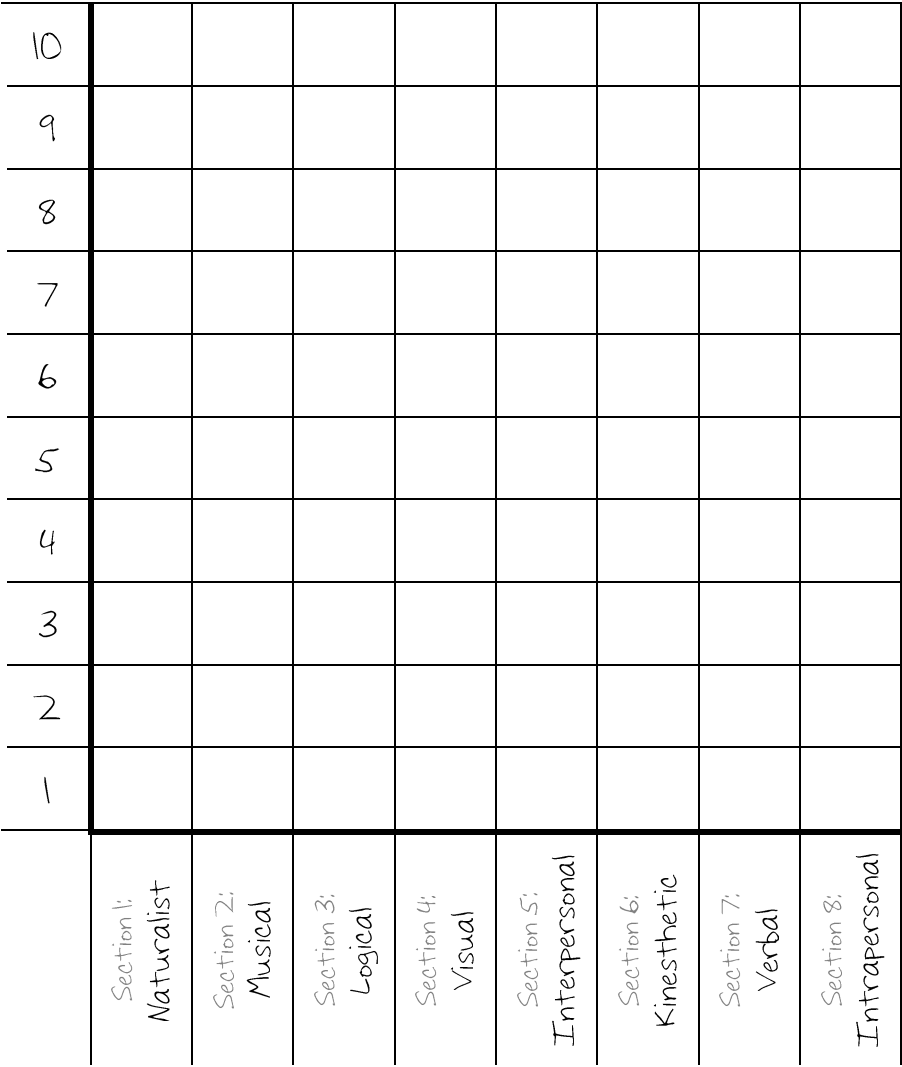 10
9
8
7
6
5
4
3
2
1
Section 1:
Naturalist
Section 2:
Musical
Section 3:
Logical
Section 4:
Visual
Section 5:
Interpersonal
Section 6:
Kinesthetic
Section 7:
Verbal
Section 8:
Intrapersonal